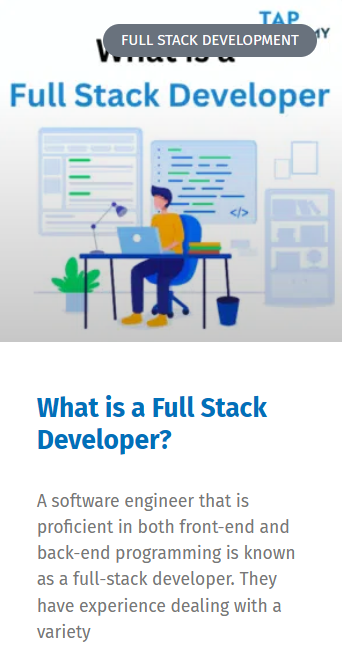 TAP
FULL STACK DEVELOPMENT
What is a
Full Stack Developer
</>
What is a Full Stack
Developer?
A software engineer that is
proficient in both front-end and
back-end programming is known
as a full-stack developer. They
have experience dealing with a
variety